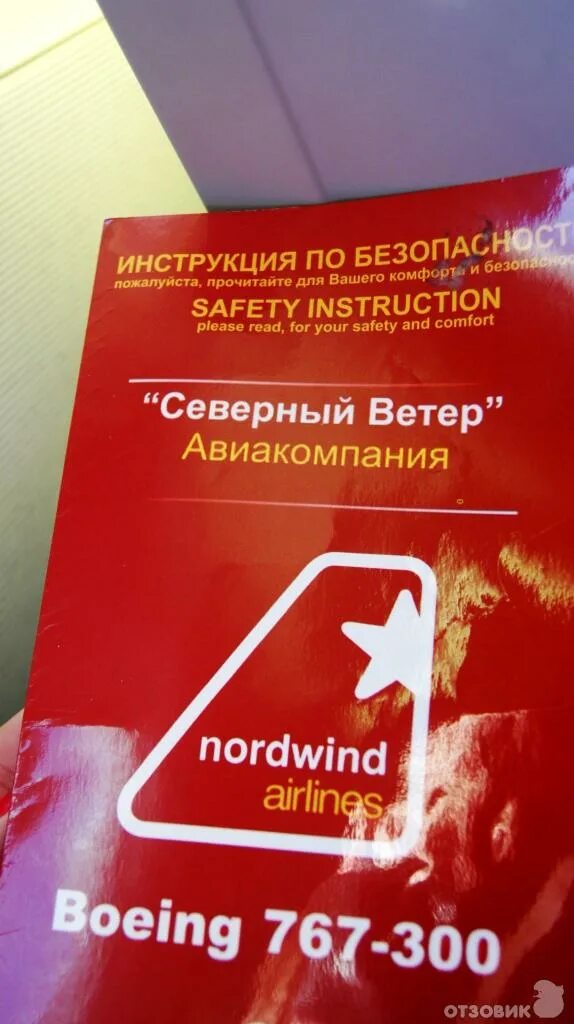 ИНСТРУКЦИЯ ПО БЕЗОПАСНОСТ
пожалуйста, прочитайте для Вашего комфорта и безопаснос
SAFETY INSTRUCTION
please read, for your safety and comfort
“Северный Ветер”
Авиакомпания
nordwind
airlines
Boeing 767-300
ОТЗОВИК